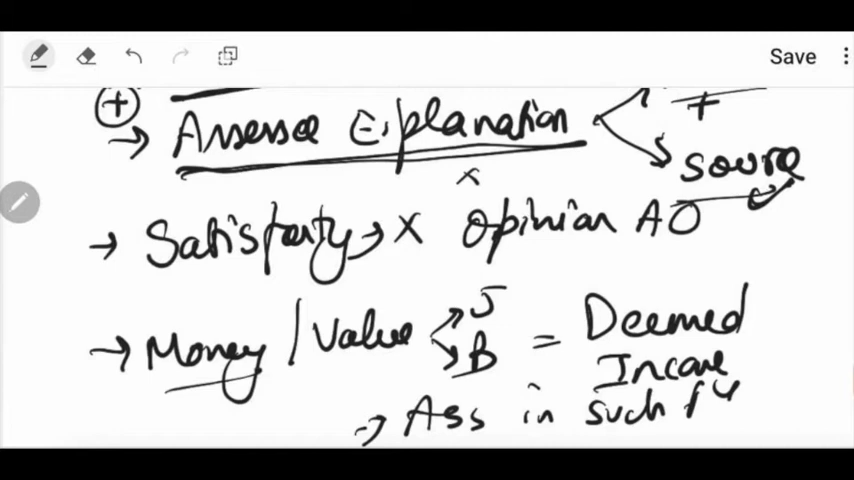 Save
+
→ Assessee Explanation
source
→ Satisfactory → X Opinion AO
→ Money / Value J B = Deemed
Income
→ Ass in such fy